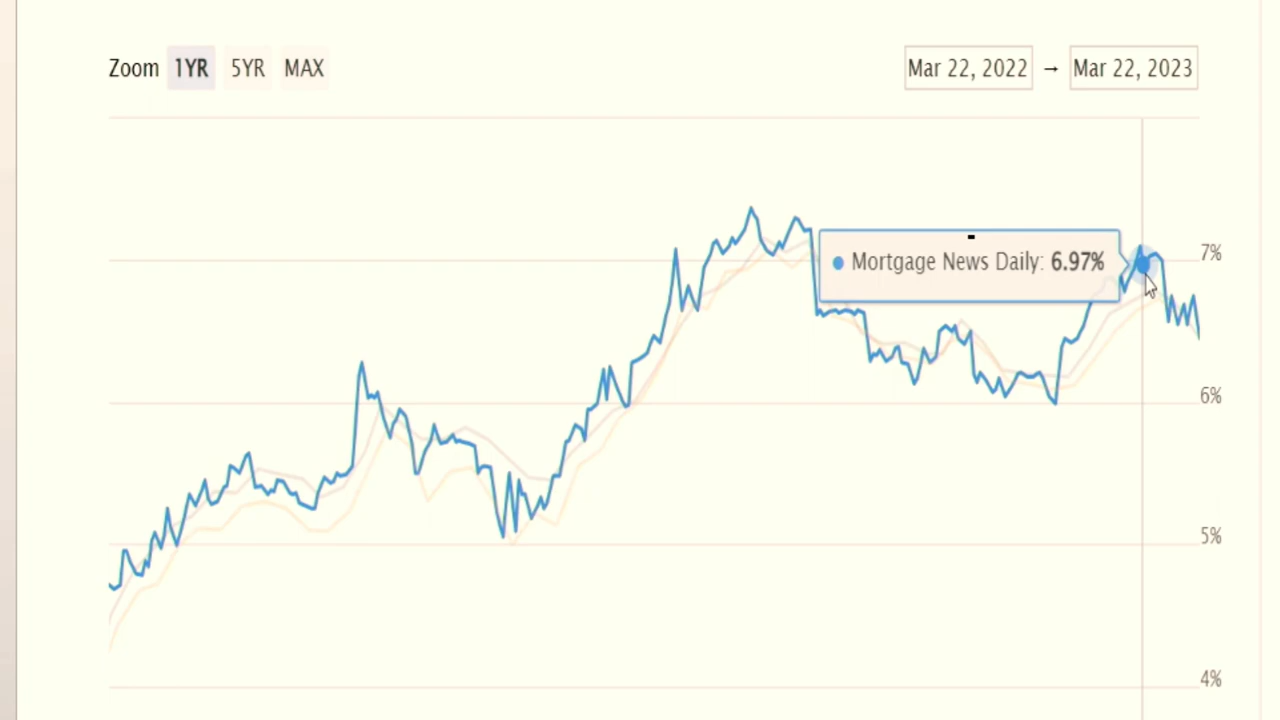 Zoom 1YR 5YR MAX Mar 22, 2022 → Mar 22, 2023
7%
Mortgage News Daily: 6.97%
6%
5%
4%